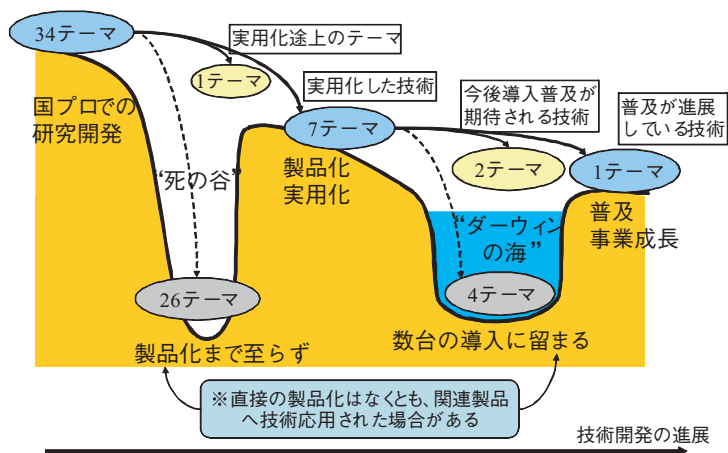 34テーマ
実用化途上のテーマ
1テーマ
実用化した技術
国プロでの
研究開発
7テーマ
今後導入普及が
期待される技術
普及が進展
している技術
製品化
実用化
2テーマ
1テーマ
“死の谷”
“ダーウィン
の海”
普及
事業成長
26テーマ
4テーマ
製品化まで至らず
数台の導入に留まる
※直接の製品化はなくとも、関連製品
へ技術応用された場合がある
技術開発の進展